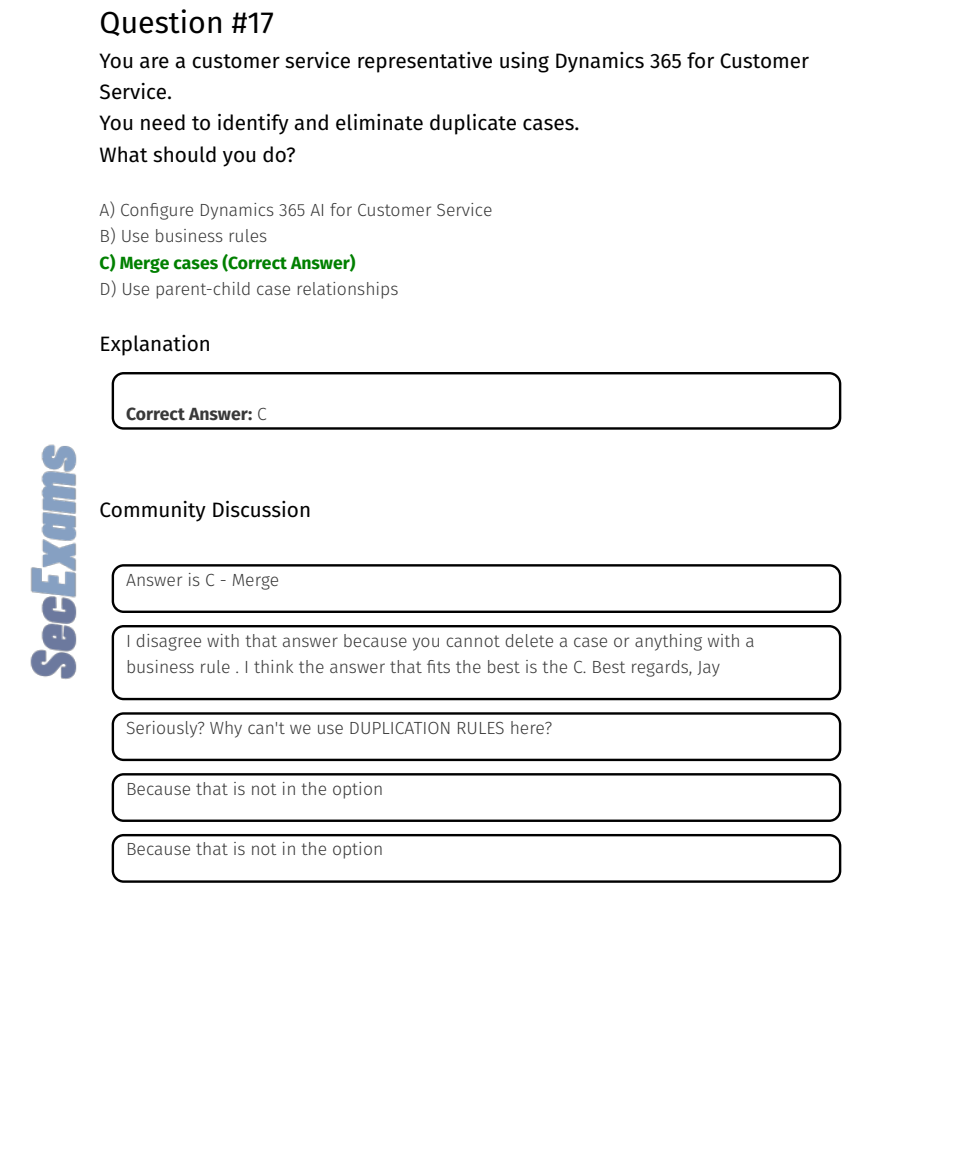 Question #17
You are a customer service representative using Dynamics 365 for Customer
Service.
You need to identify and eliminate duplicate cases.
What should you do?
A) Configure Dynamics 365 AI for Customer Service
B) Use business rules
C) Merge cases (Correct Answer)
D) Use parent-child case relationships
Explanation
Correct Answer: C
SecExams
Community Discussion
Answer is C - Merge
I disagree with that answer because you cannot delete a case or anything with a
business rule . I think the answer that fits the best is the C. Best regards, Jay
Seriously? Why can't we use DUPLICATION RULES here?
Because that is not in the option
Because that is not in the option